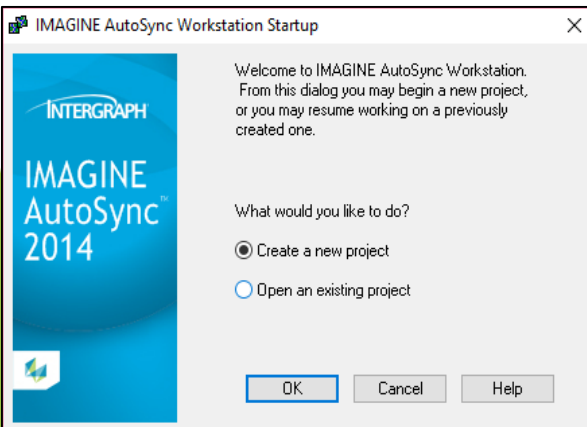 IMAGINE AutoSync Workstation Startup
INTERGRAPH
IMAGINE
AutoSync™
2014
Welcome to IMAGINE AutoSync Workstation.
From this dialog you may begin a new project,
or you may resume working on a previously
created one.
What would you like to do?
Create a new project
Open an existing project
OK
Cancel
Help